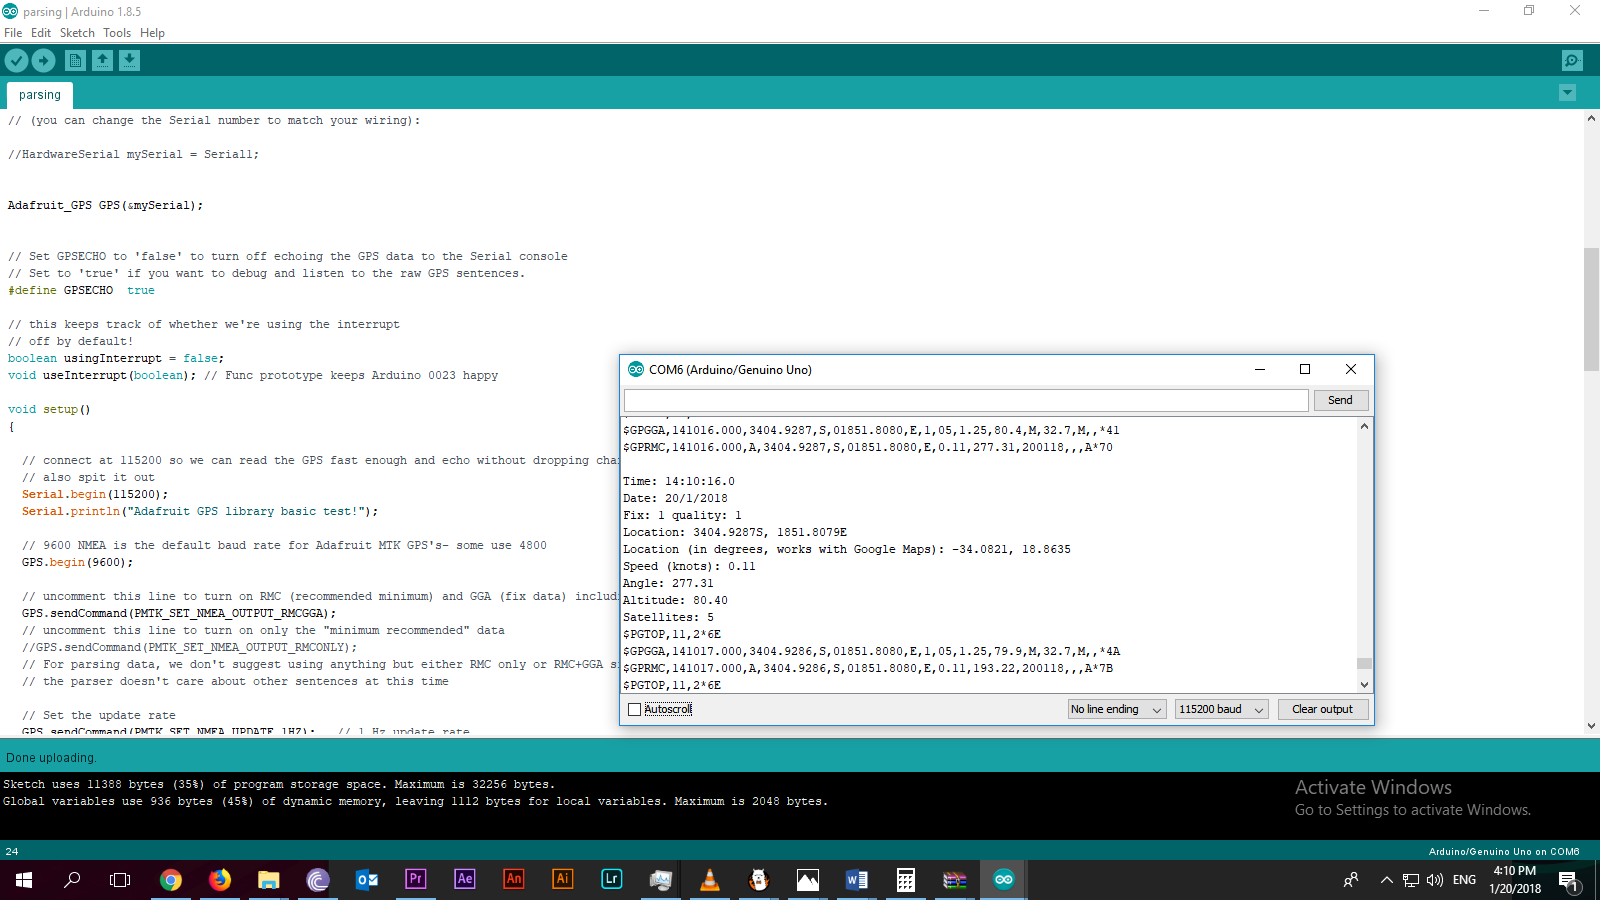 parsing | Arduino 1.8.5
File Edit Sketch Tools Help
parsing
// (you can change the Serial number to match your wiring):
//HardwareSerial mySerial = Serial1;
Adafruit_GPS GPS(&mySerial);
// Set GPSECHO to 'false' to turn off echoing the GPS data to the Serial console
// Set to 'true' if you want to debug and listen to the raw GPS sentences.
#define GPSECHO  true
// this keeps track of whether we're using the interrupt
// off by default!
boolean usingInterrupt = false;
void useInterrupt(boolean); // Func prototype keeps Arduino 0023 happy
void setup()
{
// connect at 115200 so we can read the GPS fast enough and echo without dropping cha
// also spit it out
Serial.begin(115200);
Serial.println("Adafruit GPS library basic test!");
// 9600 NMEA is the default baud rate for Adafruit MTK GPS's- some use 4800
GPS.begin(9600);
// uncomment this line to turn on RMC (recommended minimum) and GGA (fix data) includi
GPS.sendCommand(PMTK_SET_NMEA_OUTPUT_RMCGGA);
// uncomment this line to turn on only the "minimum recommended" data
//GPS.sendCommand(PMTK_SET_NMEA_OUTPUT_RMCONLY);
// For parsing data, we don't suggest using anything but either RMC only or RMC+GGA s
// the parser doesn't care about other sentences at this time
// Set the update rate
GPS.sendCommand(PMTK_SET_NMEA_UPDATE_1HZ);   // 1 Hz update rate
COM6 (Arduino/Genuino Uno)
Send
$GPGGA,141016.000,3404.9287,S,01851.8080,E,1,05,1.25,80.4,M,32.7,M,,*41
$GPRMC,141016.000,A,3404.9287,S,01851.8080,E,0.11,277.31,200118,,,A*70
Time: 14:10:16.0
Date: 20/1/2018
Fix: 1 quality: 1
Location: 3404.9287S, 1851.8079E
Location (in degrees, works with Google Maps): -34.0821, 18.8635
Speed (knots): 0.11
Angle: 277.31
Altitude: 80.40
Satellites: 5
$PGTOP,11,2*6E
$GPGGA,141017.000,3404.9286,S,01851.8080,E,1,05,1.25,79.9,M,32.7,M,,*4A
$GPRMC,141017.000,A,3404.9286,S,01851.8080,E,0.11,193.22,200118,,,A*7B
$PGTOP,11,2*6E
Autoscroll
No line ending
115200 baud
Clear output
Done uploading.
Sketch uses 11388 bytes (35%) of program storage space. Maximum is 32256 bytes.
Global variables use 936 bytes (45%) of dynamic memory, leaving 1112 bytes for local variables. Maximum is 2048 bytes.
Activate Windows
Go to Settings to activate Windows.
24
Arduino/Genuino Uno on COM6
Pr Ae An Ai Lr
ENG
4:10 PM
1/20/2018
1